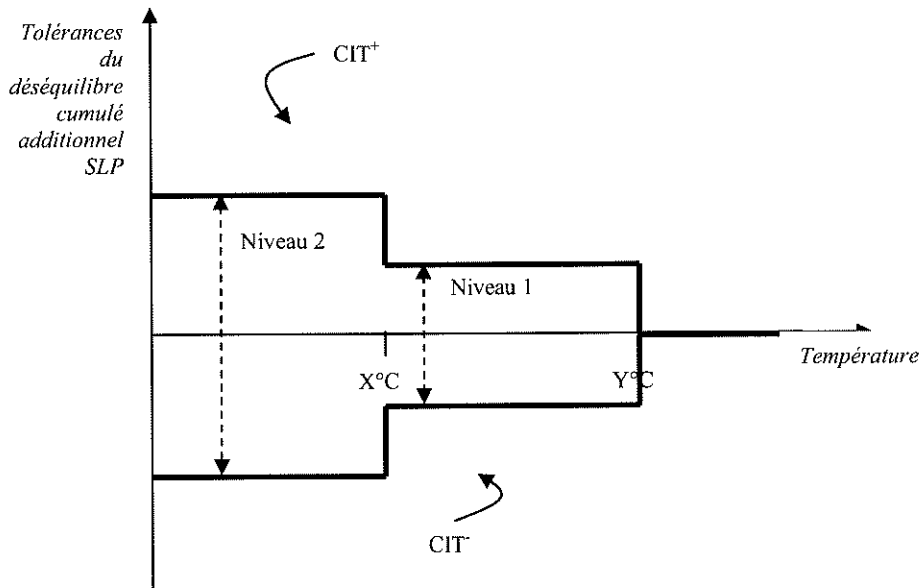 Tolérances
du
déséquilibre
cumulé
additionnel
SLP
CIT⁺
Niveau 2
Niveau 1
Température
X°C
Y°C
CIT⁻